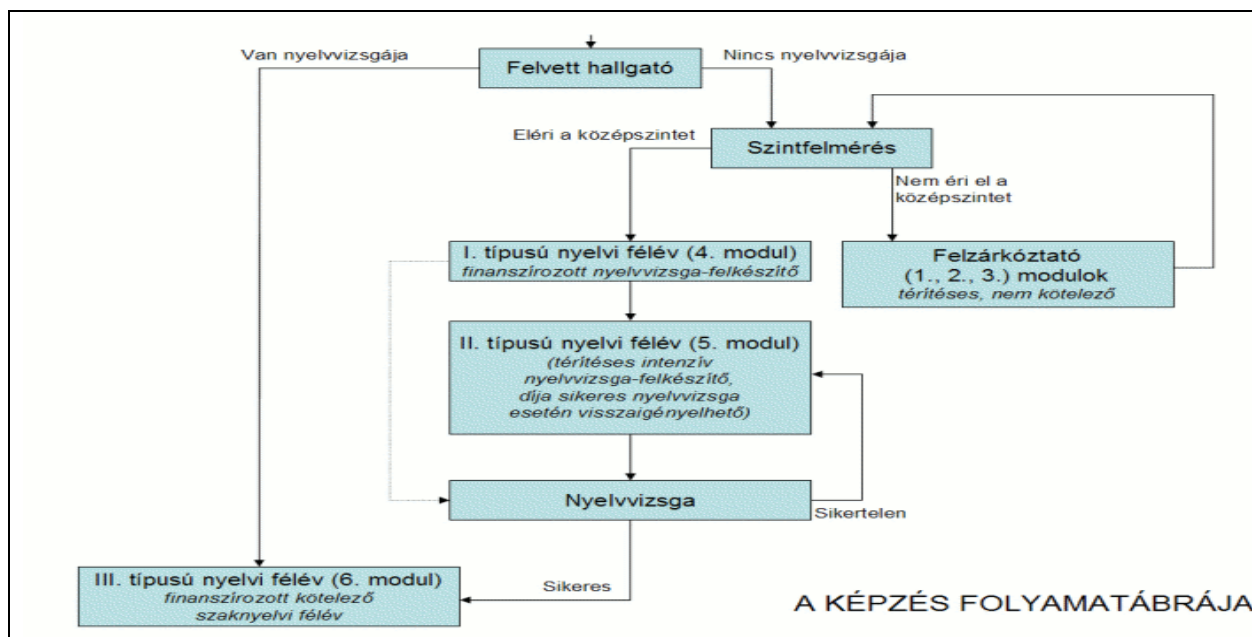 Van nyelvvizsgája
Felvett hallgató
Nincs nyelvvizsgája
Eléri a középszintet
Szintfelmérés
Nem éri el a
középszintet
I. típusú nyelvi félév (4. modul)
finanszírozott nyelvvizsga-felkészítő
Felzárkóztató
(1., 2., 3.) modulok
térítéses, nem kötelező
II. típusú nyelvi félév (5. modul)
(térítéses intenzív
nyelvvizsga-felkészítő,
díja sikeres nyelvvizsga
esetén visszaigényelhető)
Nyelvvizsga
Sikertelen
III. típusú nyelvi félév (6. modul)
finanszírozott kötelező
szaknyelvi félév
Sikeres
A KÉPZÉS FOLYAMATÁBRÁJA